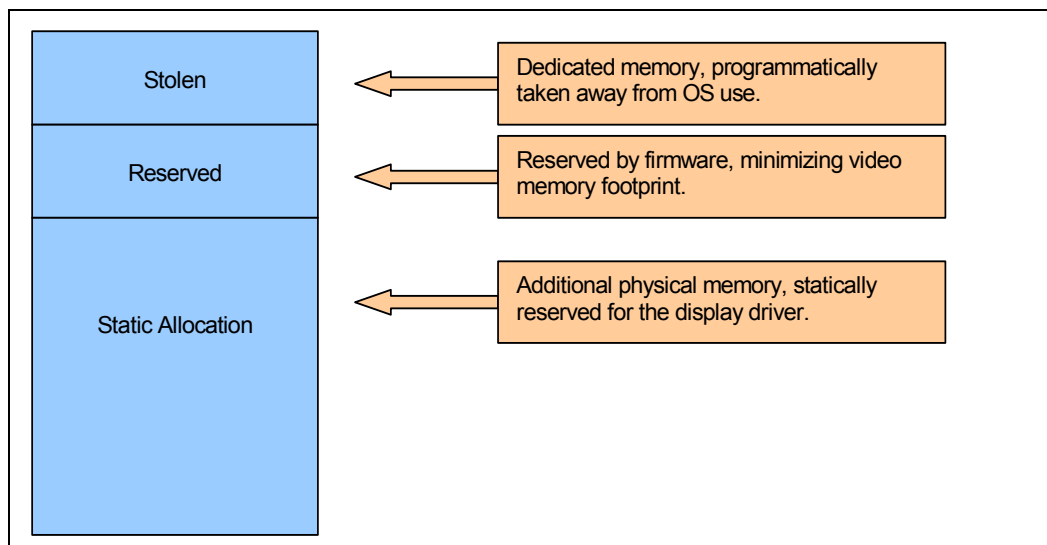 Stolen
Dedicated memory, programmatically
taken away from OS use.
Reserved
Reserved by firmware, minimizing video
memory footprint.
Static Allocation
Additional physical memory, statically
reserved for the display driver.